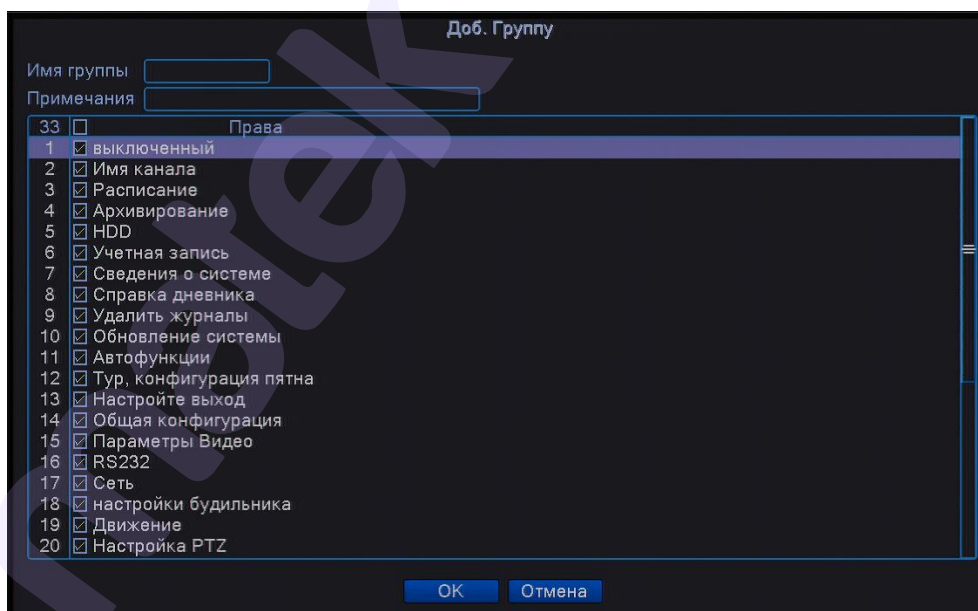 Доб. Группу
Имя группы
Примечания
33 Права
1 выключенный
2 Имя канала
3 Расписание
4 Архивирование
5 HDD
6 Учетная запись
7 Сведения о системе
8 Справка дневника
9 Удалить журналы
10 Обновление системы
11 Автофункции
12 Тур, конфигурация пятна
13 Настройте выход
14 Общая конфигурация
15 Параметры Видео
16 RS232
17 Сеть
18 настройки будильника
19 Движение
20 Настройка PTZ
OK Отмена
matek